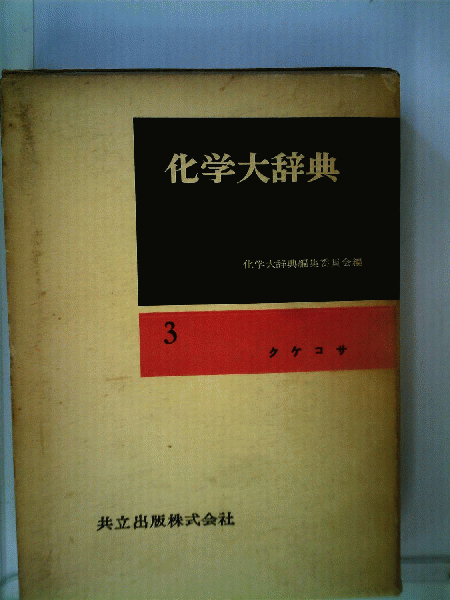 化学大辞典
化学大辞典編集委員会編
3
クケコサ
共立出版株式会社